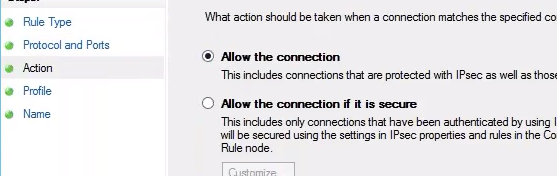 Rule Type
Protocol and Ports
Action
Profile
Name
What action should be taken when a connection matches the specified co
Allow the connection
This includes connections that are protected with IPsec as well as those
Allow the connection if it is secure
This includes only connections that have been authenticated by using I
will be secured using the settings in IPsec properties and rules in the Co
Rule node.
Customize...